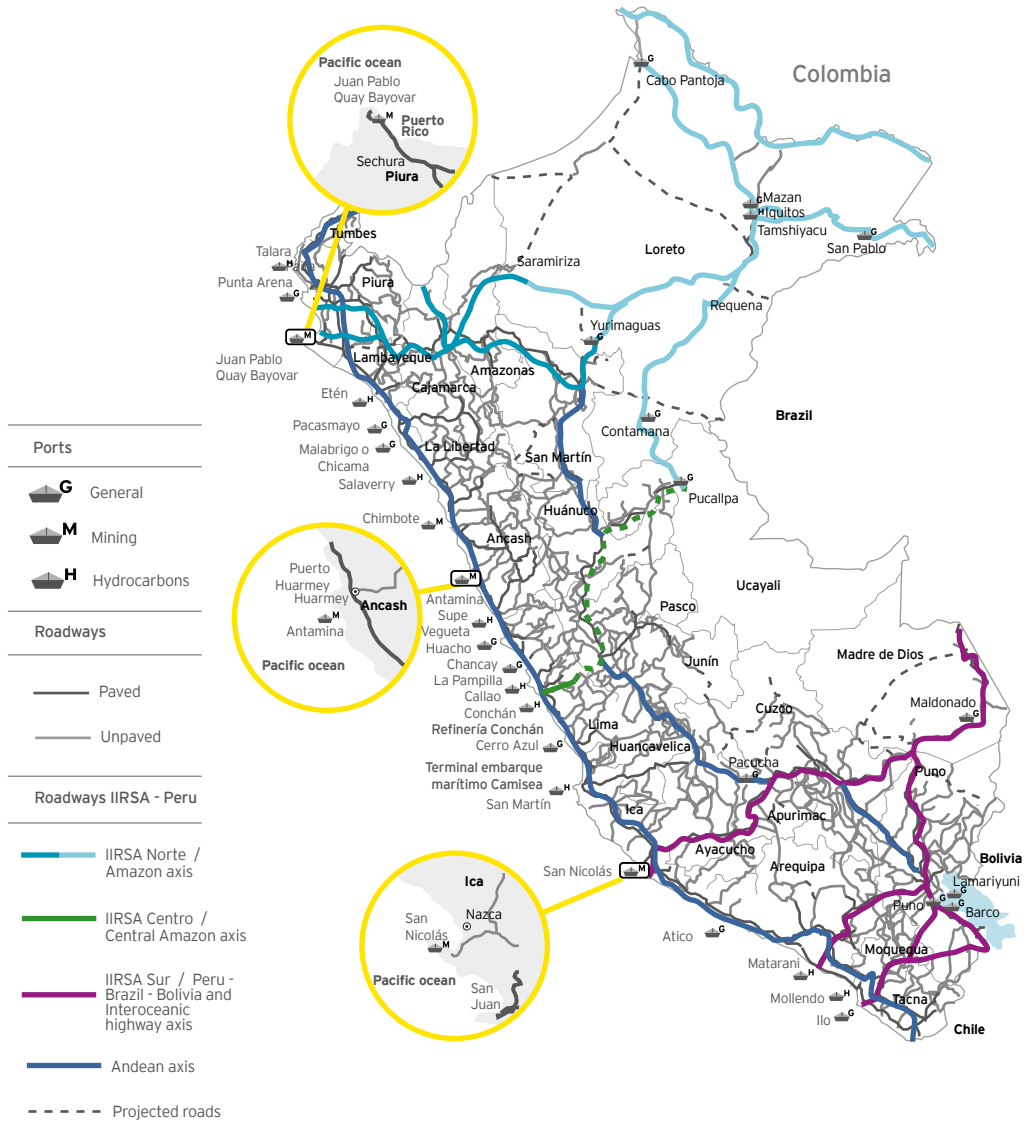 Pacific ocean
Juan Pablo
Quay Bayovar
M
Puerto
Rico
Sechura
Piura
Colombia
G
Cabo Pantoja
G
Mazan
H
Iquitos
Tamshiyacu
G
San Pablo
Loreto
Saramiriza
Requena
Tumbes
Talara
H
Punta Arena
G
Piura
M
Juan Pablo
Quay Bayovar
Lambayeque
Cajamarca
Amazonas
Yurimaguas
G
Etén
H
Pacasmayo
G
Malabrigo o
Chicama
G
Salaverry
H
La Libertad
San Martín
Contamana
G
Brazil
Pucallpa
G
Chimbote
M
Huánuco
Ancash
Ucayali
Pasco
Junín
Puerto
Huarmey
Huarmey
Ancash
M
Antamina
Pacific ocean
M
Antamina
Supe
H
Vegueta
Huacho
G
Chancay
G
La Pampilla
H
Callao
Conchán
H
Refinería Conchán
Cerro Azul
G
Terminal embarque
marítimo Camisea
H
San Martín
Lima
Huancavelica
Ica
Madre de Dios
Maldonado
G
Cuzco
Pacucha
G
Puno
Apurimac
Ayacucho
Arequipa
San Nicolás
M
Bolivia
Lamariyuni
G
Puno
G
Barco
G
Moquegua
Atico
G
Matarani
H
Mollendo
H
Ilo
G
Tacna
Chile
Ica
Nazca
San
Nicolás
M
Pacific ocean
San
Juan
Ports
G
General
M
Mining
H
Hydrocarbons
Roadways
Paved
Unpaved
Roadways IIRSA - Peru
IIRSA Norte /
Amazon axis
IIRSA Centro /
Central Amazon axis
IIRSA Sur / Peru -
Brazil - Bolivia and
Interoceanic
highway axis
Andean axis
Projected roads